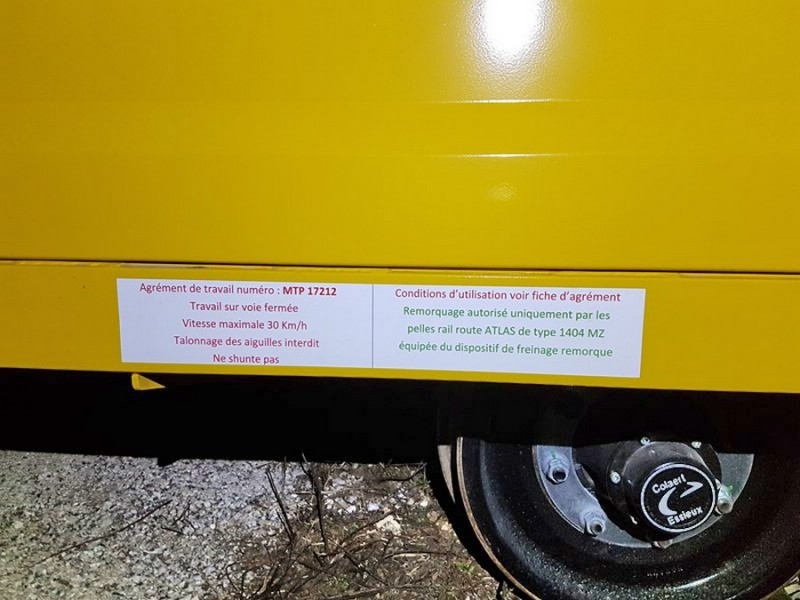 Agrément de travail numéro : MTP 17212
Travail sur voie fermée
Vitesse maximale 30 Km/h
Talonnage des aiguilles interdit
Ne shunte pas
Conditions d'utilisation voir fiche d'agrément
Remorquage autorisé uniquement par les
pelles rail route ATLAS de type 1404 MZ
équipée du dispositif de freinage remorque
Colaert
Essieux